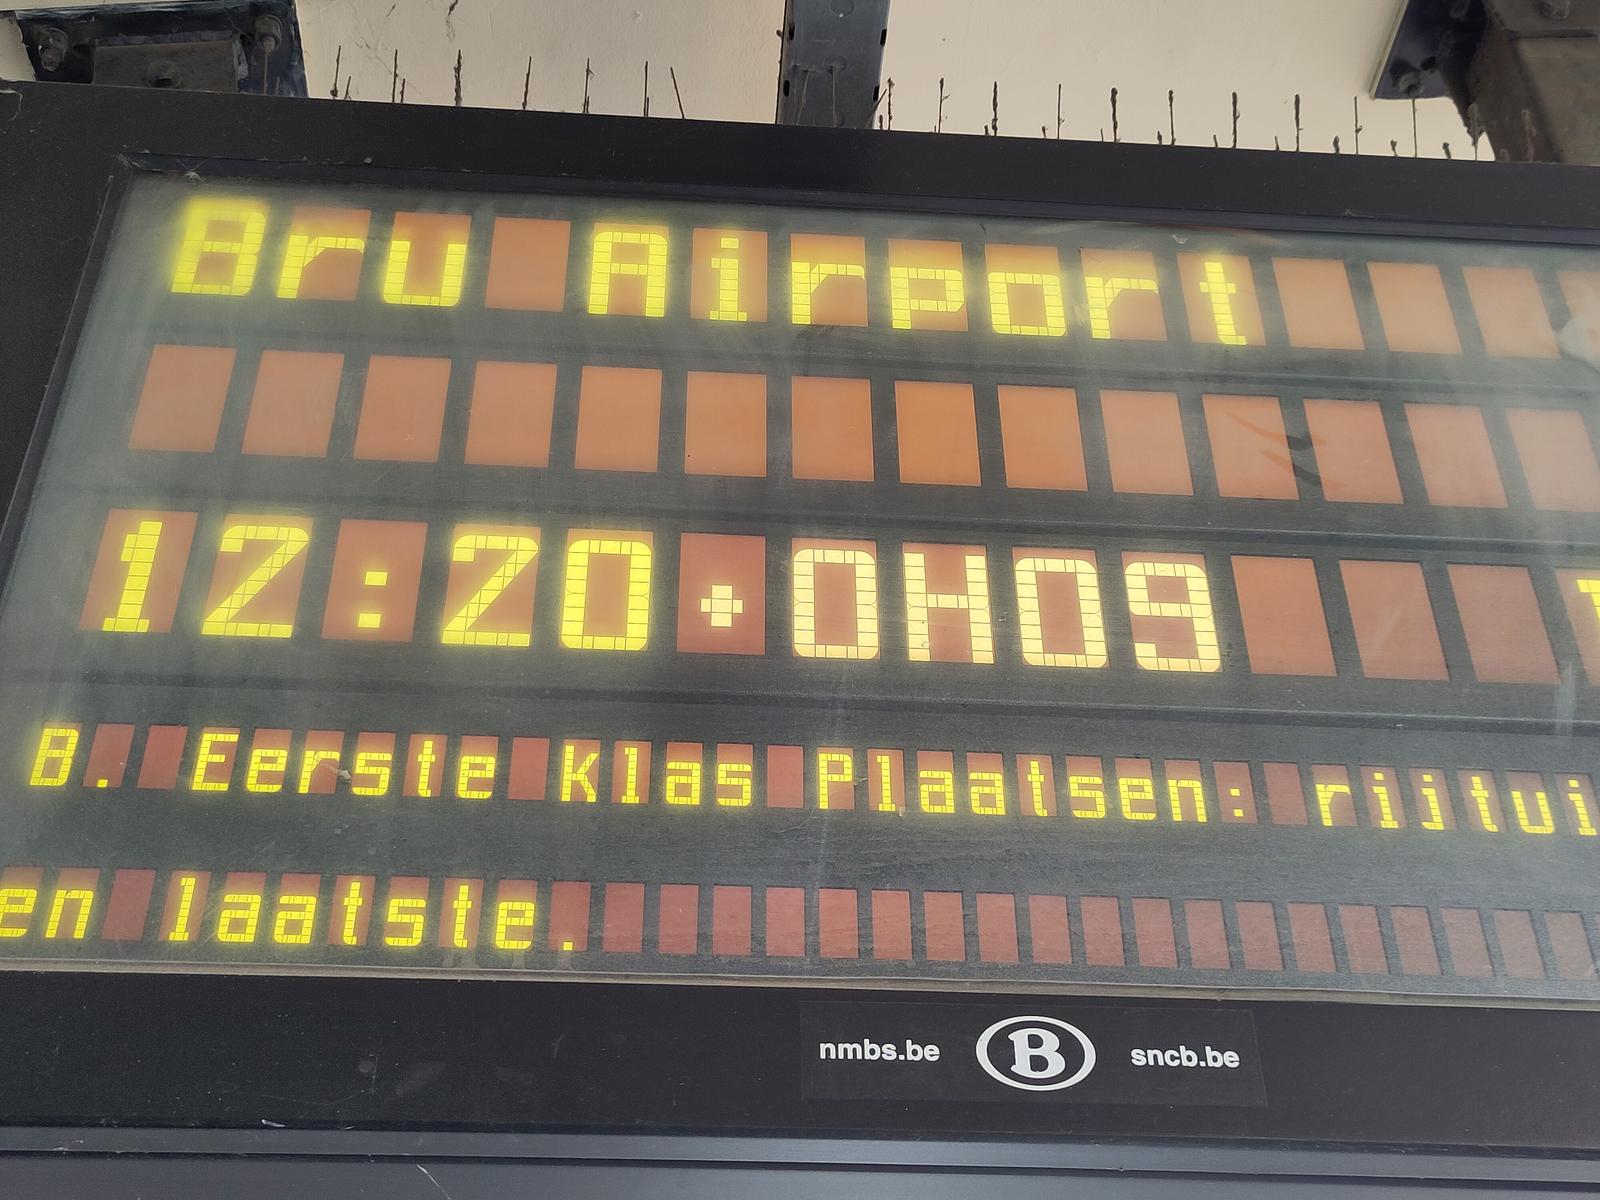 Bru Airport
12:20+0H09
B. Eerste Klas Plaatsen: rijtui
en laatste.
nmbs.be B sncb.be